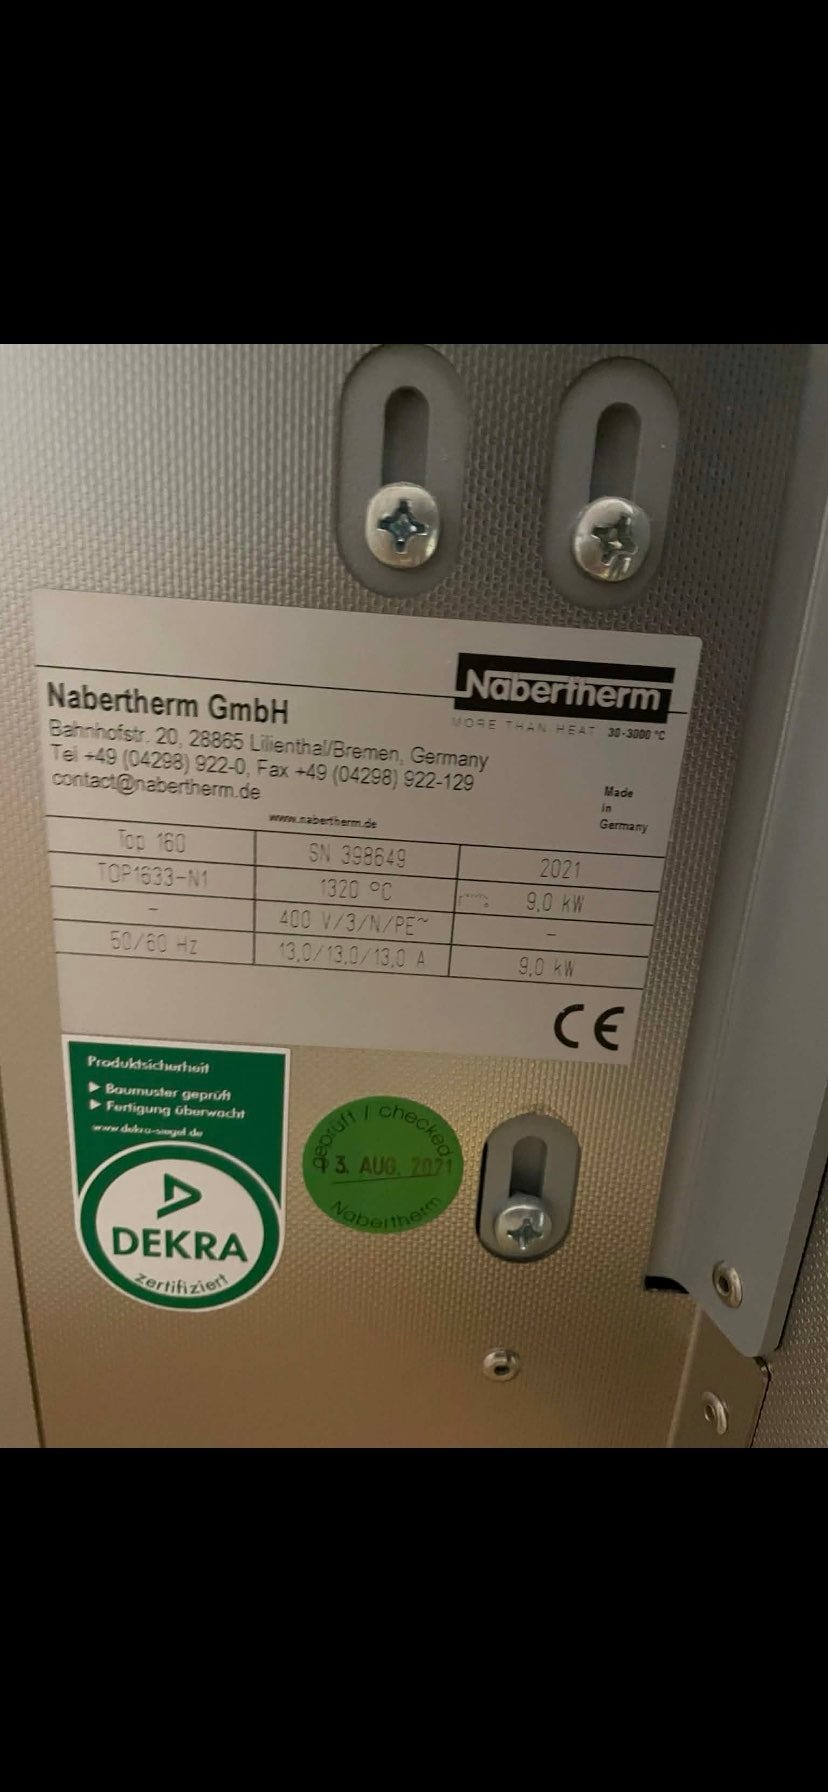 Nabertherm
MORE THAN HEAT 30-3000 °C
Nabertherm GmbH
Bahnhofstr. 20, 28865 Lilienthal/Bremen, Germany
Tel +49 (04298) 922-0, Fax +49 (04298) 922-129
contact@nabertherm.de
Made
in
Germany
www.nabertherm.de
Top 160 SN 398649 2021
TOP1633-N1 1320 °C 9,0 kW
- 400 V/3/N/PE~ -
50/60 Hz 13,0/13,0/13,0 A 9,0 kW
CE
Produktsicherheit
▶ Baumuster geprüft
▶ Fertigung überwacht
www.dekra-siegel.de
DEKRA
zertifiziert
geprüft / checked
3. AUG. 2021
Nabertherm